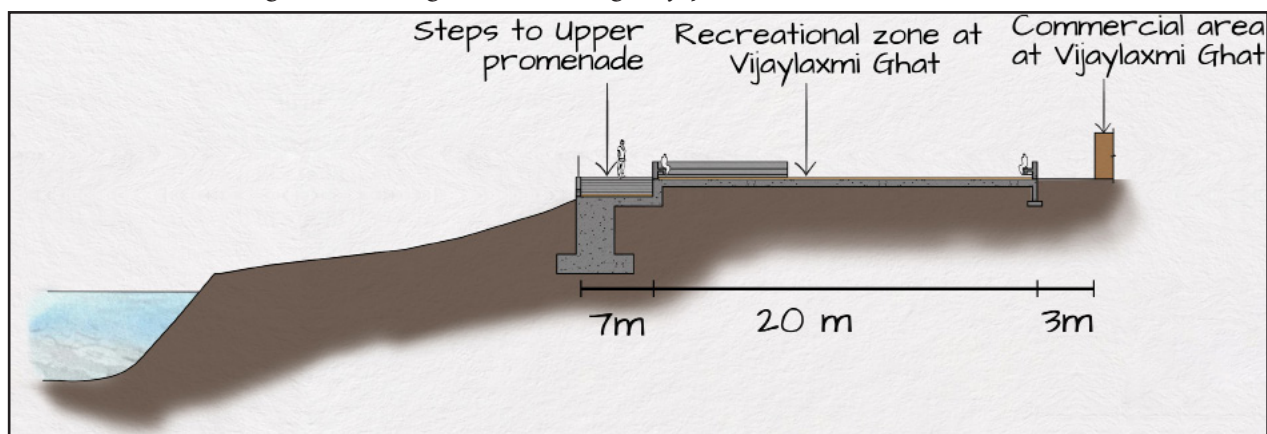 Steps to Upper
promenade
Recreational zone at
Vijaylaxmi Ghat
Commercial area
at Vijaylaxmi Ghat
7m
20 m
3m